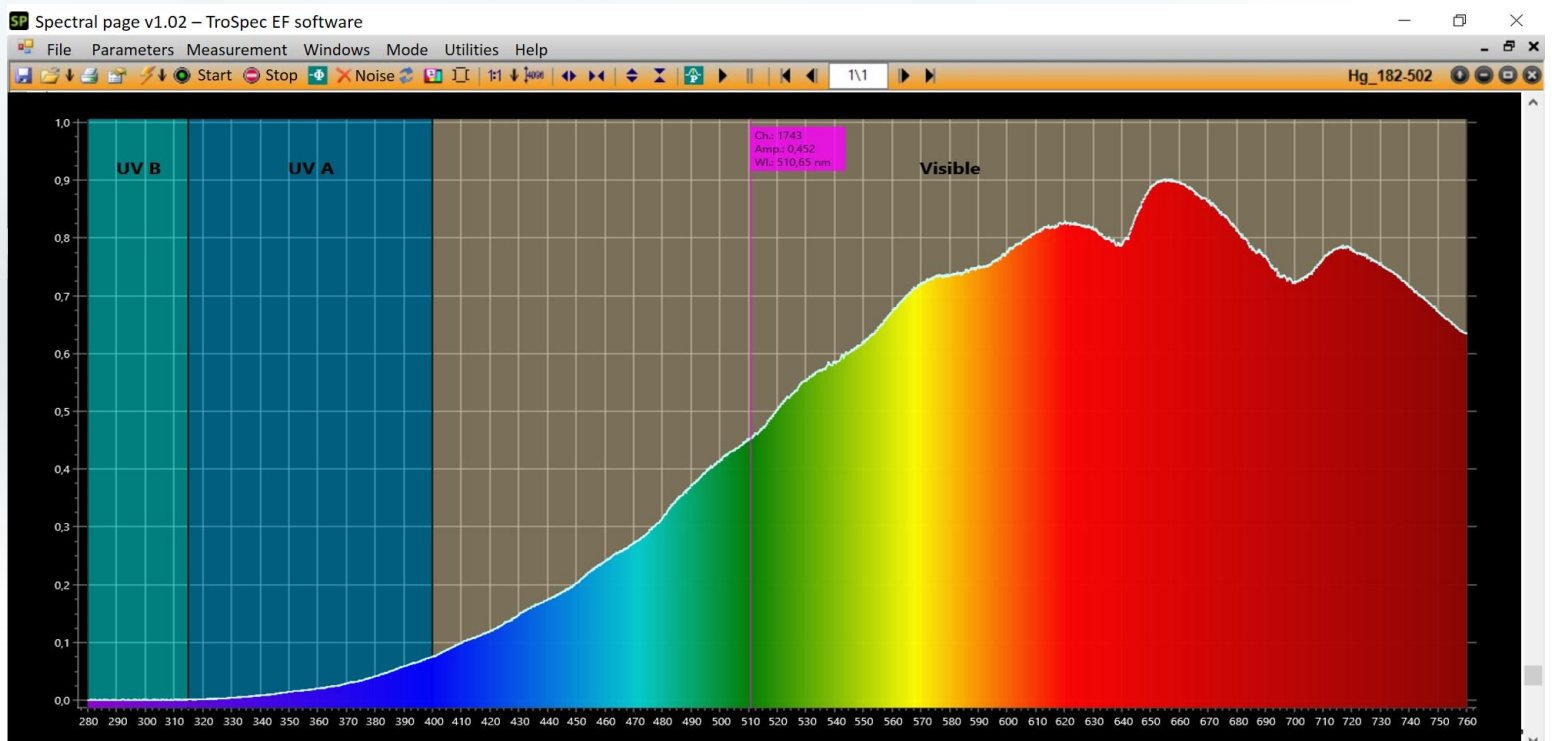 SP Spectral page v1.02 – TroSpec EF software
File Parameters Measurement Windows Mode Utilities Help
Start Stop Noise 1:1 4096 1\1 Hg_182-502
Ch.: 1743
Amp.: 0,452
Wl.: 510,65 nm
UV B UV A Visible
1,0
0,9
0,8
0,7
0,6
0,5
0,4
0,3
0,2
0,1
0,0
280 290 300 310 320 330 340 350 360 370 380 390 400 410 420 430 440 450 460 470 480 490 500 510 520 530 540 550 560 570 580 590 600 610 620 630 640 650 660 670 680 690 700 710 720 730 740 750 760